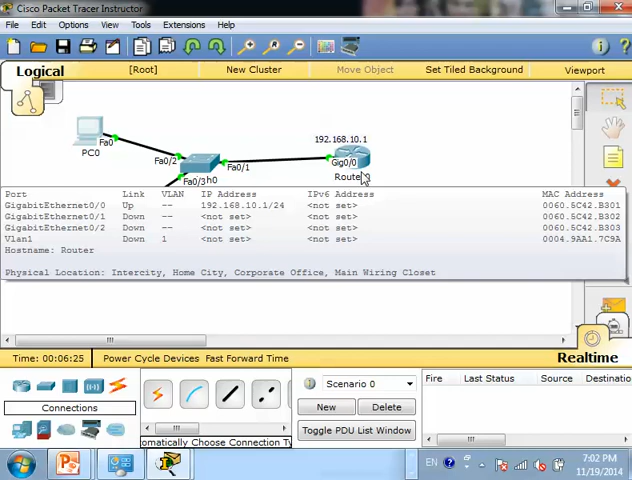 Cisco Packet Tracer Instructor
File Edit Options View Tools Extensions Help
Logical [Root] New Cluster Move Object Set Tiled Background Viewport
192.168.10.1
Fa0
PC0
Fa0/2
Fa0/1
Gig0/0
Fa0/3
h0
Route
Port Link VLAN IP Address IPv6 Address MAC Address
GigabitEthernet0/0 Up -- 192.168.10.1/24 <not set> 0060.5C42.B301
GigabitEthernet0/1 Down -- <not set> <not set> 0060.5C42.B302
GigabitEthernet0/2 Down -- <not set> <not set> 0060.5C42.B303
Vlan1 Down 1 <not set> <not set> 0004.9AA1.7C9A
Hostname: Router
Physical Location: Intercity, Home City, Corporate Office, Main Wiring Closet
Realtime
Time: 00:06:25 Power Cycle Devices Fast Forward Time
Scenario 0
Fire Last Status Source Destinatio
New Delete
Connections
Toggle PDU List Window
omatically Choose Connection Ty
EN 7:02 PM
11/19/2014